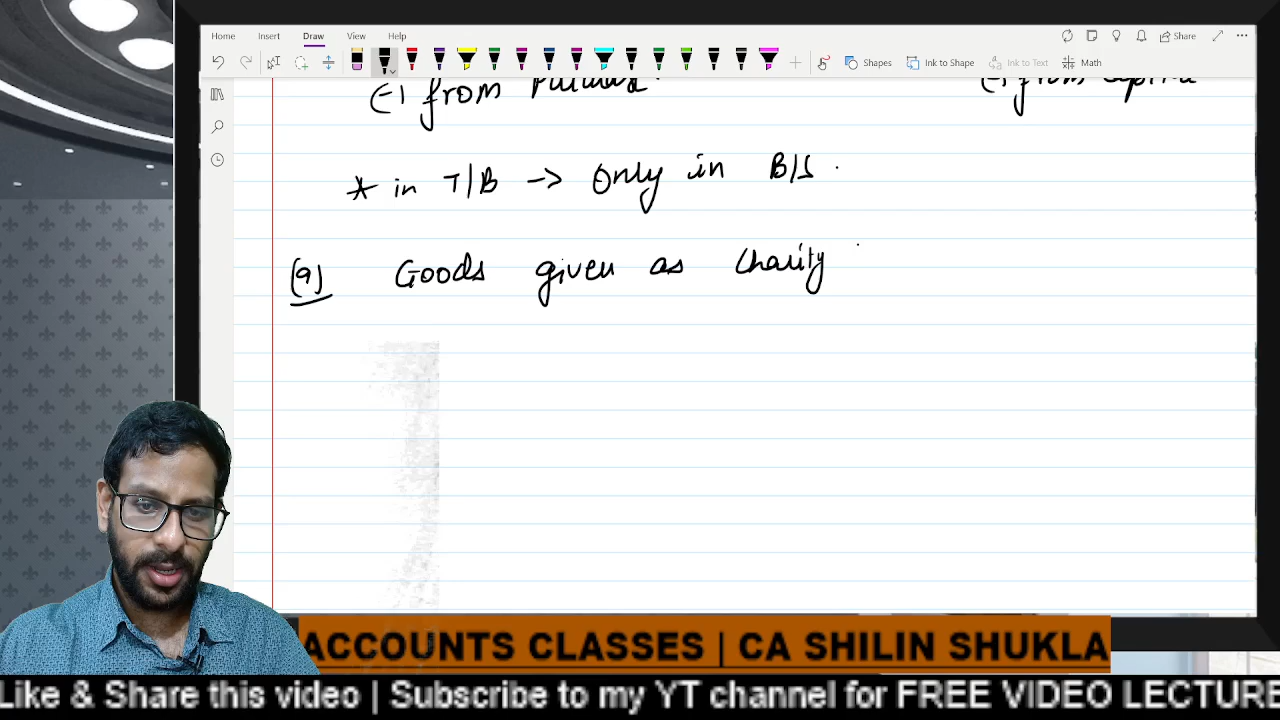 Home Insert Draw View Help Share
Shapes Ink to Shape Ink to Text Math
(-) from
* in T/B → Only in B/S.
(9) Goods given as charity
ACCOUNTS CLASSES | CA SHILIN SHUKLA
Like & Share this video | Subscribe to my YT channel for FREE VIDEO LECTURE